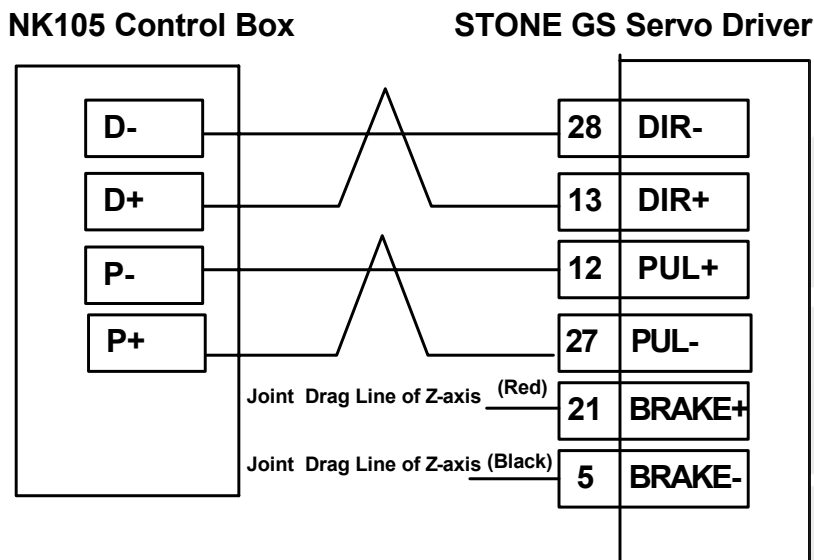 NK105 Control Box STONE GS Servo Driver
D- 28 DIR-
D+ 13 DIR+
P- 12 PUL+
P+ 27 PUL-
Joint Drag Line of Z-axis (Red) 21 BRAKE+
Joint Drag Line of Z-axis (Black) 5 BRAKE-